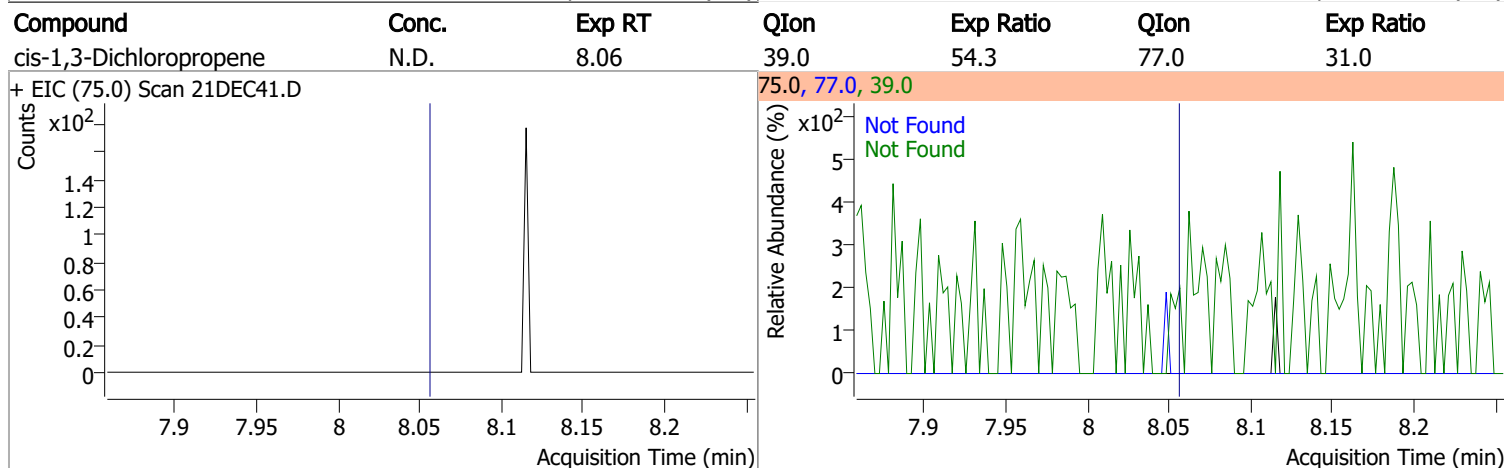 Compound Conc. Exp RT QIon Exp Ratio QIon Exp Ratio
cis-1,3-Dichloropropene N.D. 8.06 39.0 54.3 77.0 31.0
+ EIC (75.0) Scan 21DEC41.D
Counts
x10²
1.4
1.2
1
0.8
0.6
0.4
0.2
0
7.9 7.95 8 8.05 8.1 8.15 8.2
Acquisition Time (min)
75.0, 77.0, 39.0
Relative Abundance (%)
x10²
Not Found
Not Found
5
4
3
2
1
0
7.9 7.95 8 8.05 8.1 8.15 8.2
Acquisition Time (min)